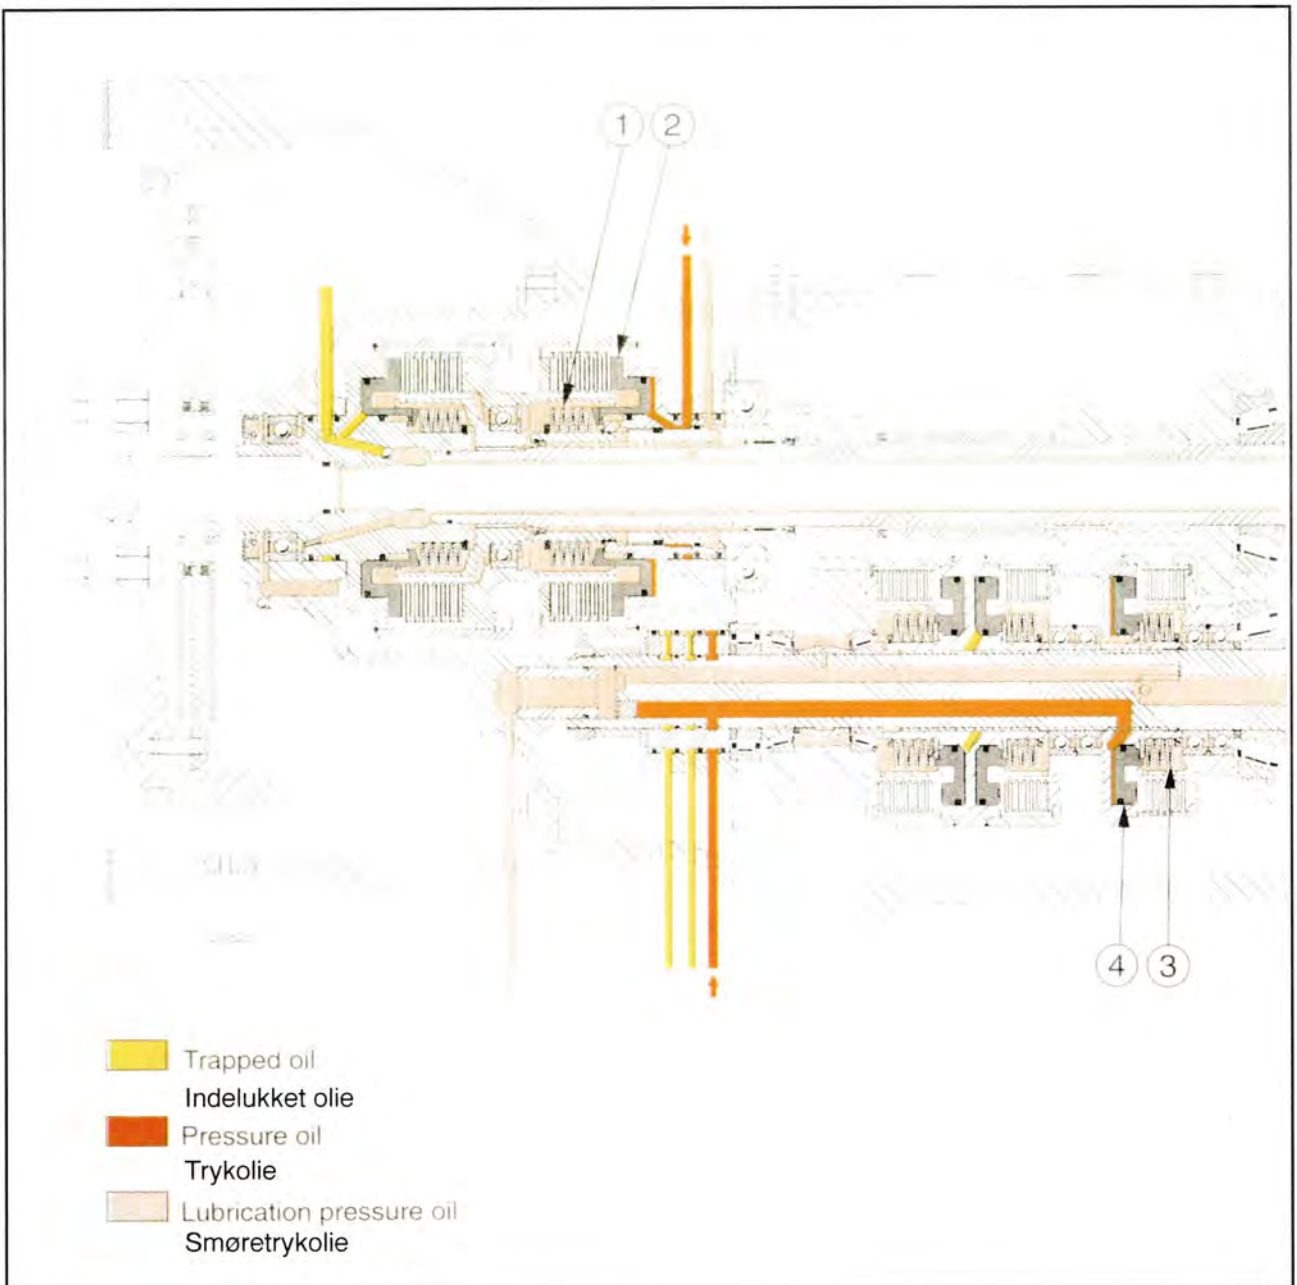 1 2
4 3
Trapped oil
Indelukket olie
Pressure oil
Trykolie
Lubrication pressure oil
Smøretrykolie